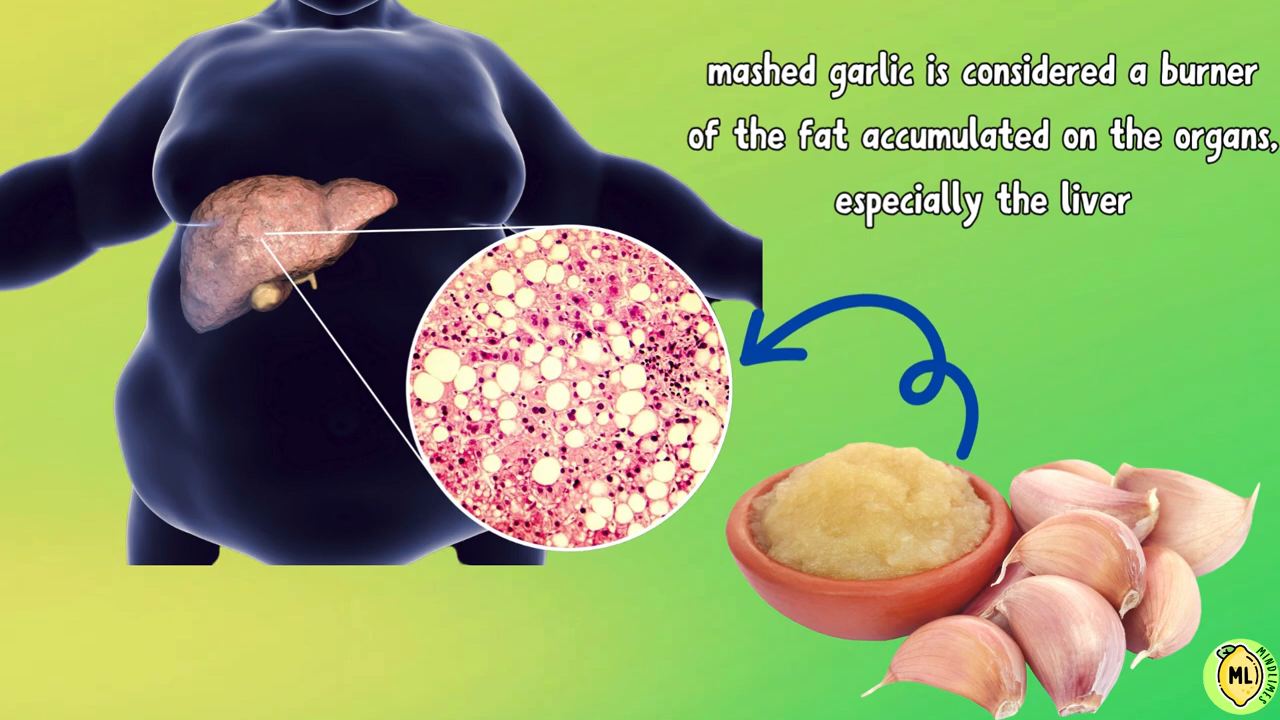 mashed garlic is considered a burner
of the fat accumulated on the organs,
especially the liver
ML
MINDLIMES